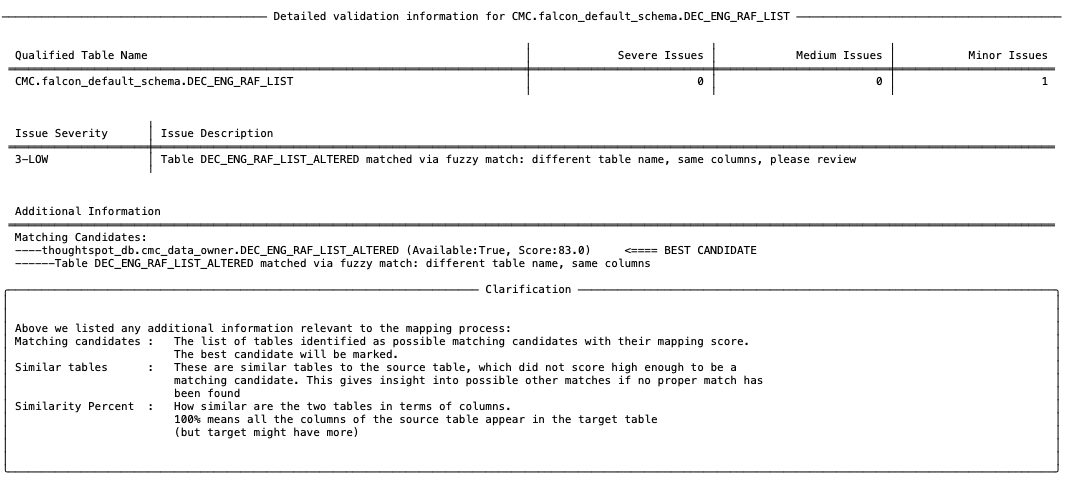 Detailed validation information for CMC.falcon_default_schema.DEC_ENG_RAF_LIST
Qualified Table Name Severe Issues Medium Issues Minor Issues
CMC.falcon_default_schema.DEC_ENG_RAF_LIST 0 0 1
Issue Severity Issue Description
3-LOW Table DEC_ENG_RAF_LIST_ALTERED matched via fuzzy match: different table name, same columns, please review
Additional Information
Matching Candidates:
----thoughtspot_db.cmc_data_owner.DEC_ENG_RAF_LIST_ALTERED (Available:True, Score:83.0) <==== BEST CANDIDATE
------Table DEC_ENG_RAF_LIST_ALTERED matched via fuzzy match: different table name, same columns
Clarification
Above we listed any additional information relevant to the mapping process:
Matching candidates : The list of tables identified as possible matching candidates with their mapping score.
The best candidate will be marked.
Similar tables : These are similar tables to the source table, which did not score high enough to be a
matching candidate. This gives insight into possible other matches if no proper match has
been found
Similarity Percent : How similar are the two tables in terms of columns.
100% means all the columns of the source table appear in the target table
(but target might have more)